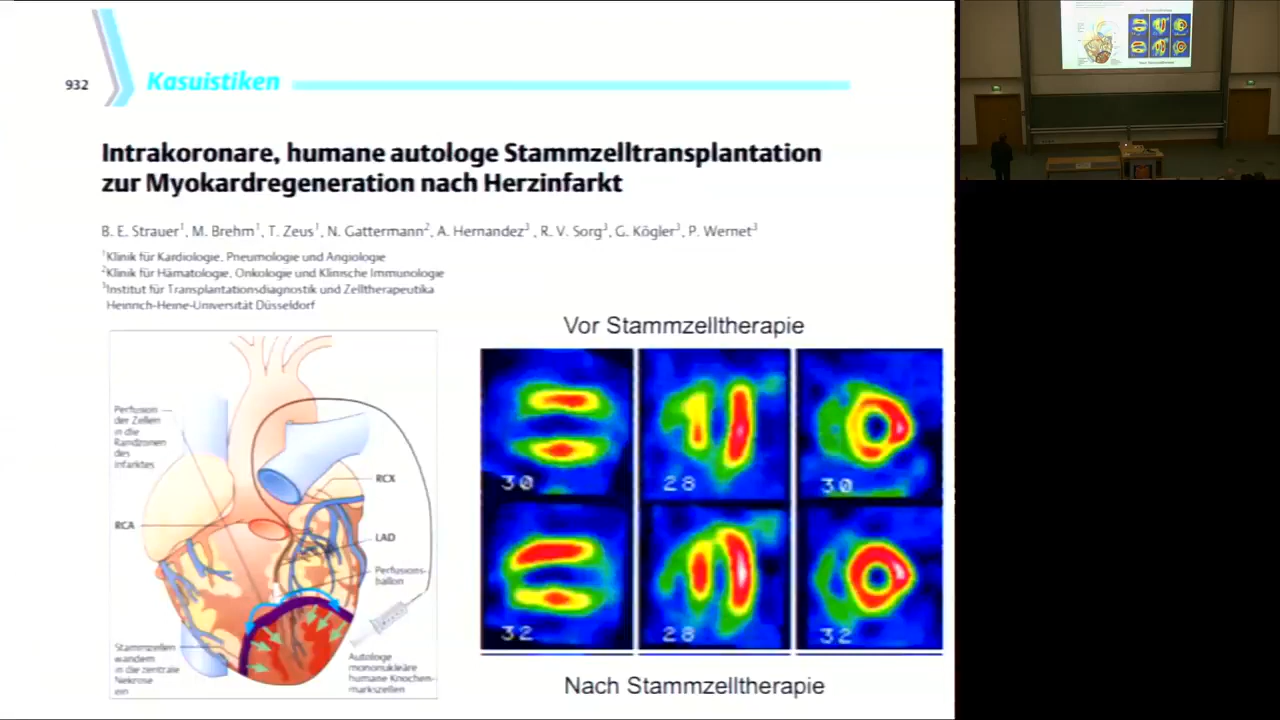 932
Kasuistiken
Intrakoronare, humane autologe Stammzelltransplantation
zur Myokardregeneration nach Herzinfarkt
B. E. Strauer¹, M. Brehm¹, T. Zeus¹, N. Gattermann², A. Hernandez³, R. V. Sorg³, G. Kögler³, P. Wernet³
¹Klinik für Kardiologie, Pneumologie und Angiologie
²Klinik für Hämatologie, Onkologie und Klinische Immunologie
³Institut für Transplantationsdiagnostik und Zelltherapeutika
Heinrich-Heine-Universität Düsseldorf
Perfusion
der Zellen
in die
Randzonen
des
Infarktes
RCX
RCA
LAD
Perfusions-
ballon
Stammzellen
wandern
in die zentrale
Nekrose
ein
Autologe
mononukleäre
humane Knochen-
markszellen
Vor Stammzelltherapie
30
28
30
32
28
32
Nach Stammzelltherapie